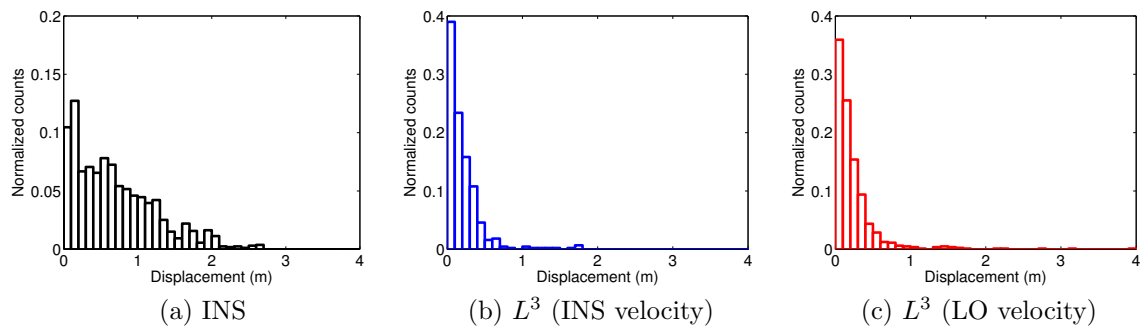 0.2
0.15
0.1
0.05
0
Normalized counts
0 1 2 3 4
Displacement (m)
(a) INS
0.4
0.3
0.2
0.1
0
Normalized counts
0 1 2 3 4
Displacement (m)
(b) L³ (INS velocity)
0.4
0.3
0.2
0.1
0
Normalized counts
0 1 2 3 4
Displacement (m)
(c) L³ (LO velocity)